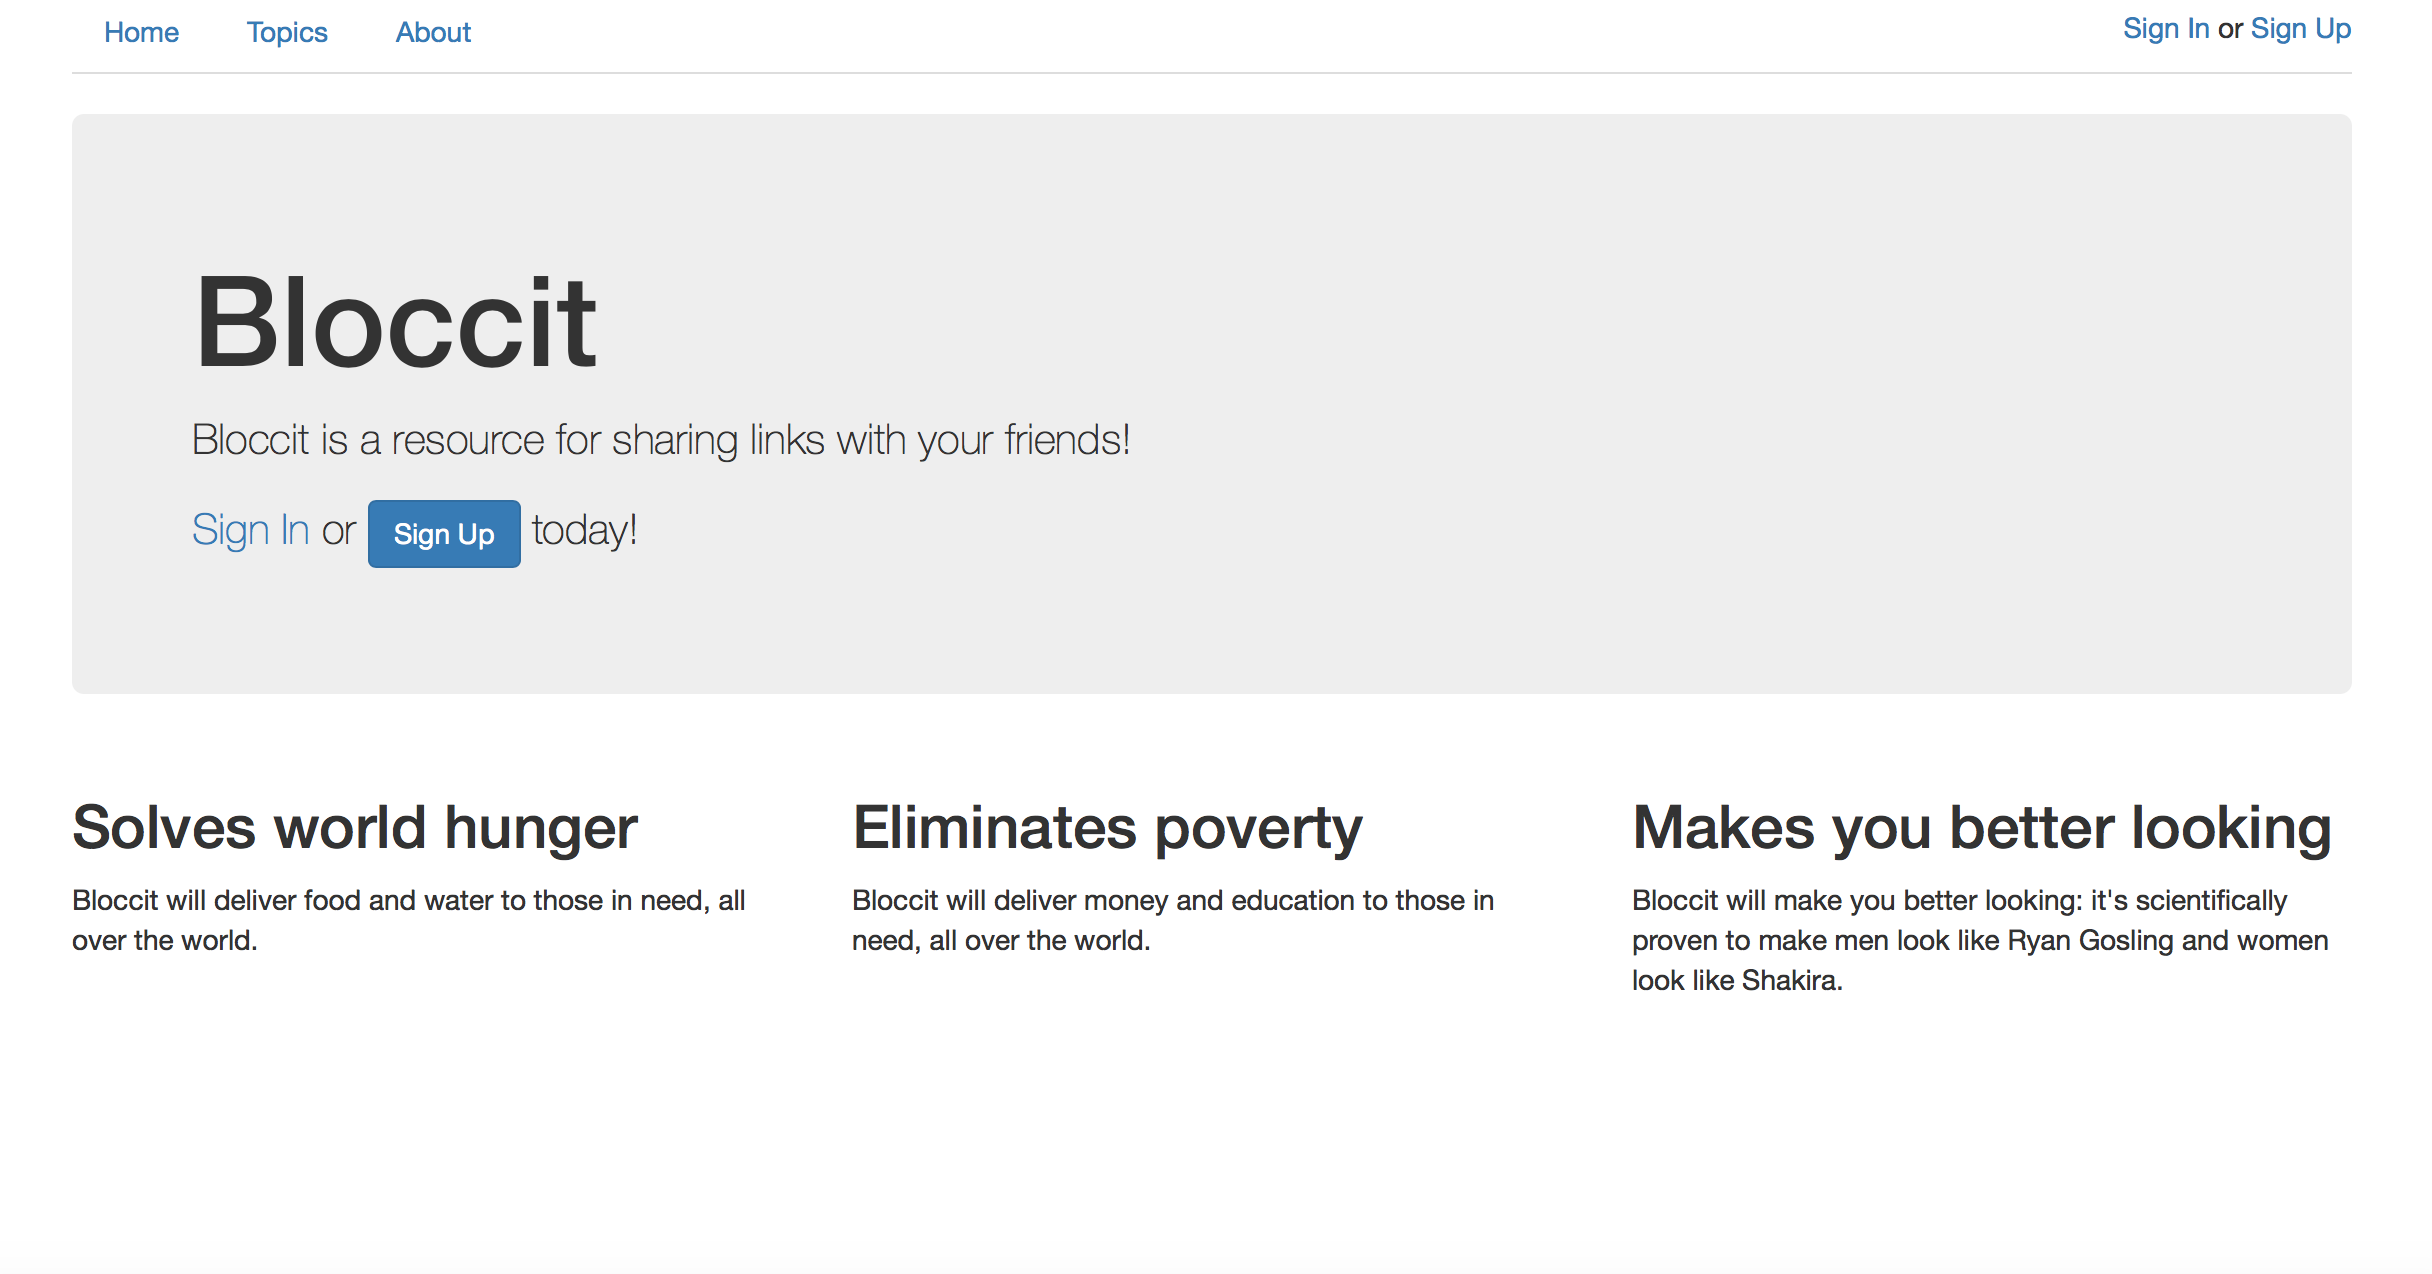 Home Topics About Sign In or Sign Up
Bloccit
Bloccit is a resource for sharing links with your friends!
Sign In or Sign Up today!
Solves world hunger
Bloccit will deliver food and water to those in need, all
over the world.
Eliminates poverty
Bloccit will deliver money and education to those in
need, all over the world.
Makes you better looking
Bloccit will make you better looking: it's scientifically
proven to make men look like Ryan Gosling and women
look like Shakira.